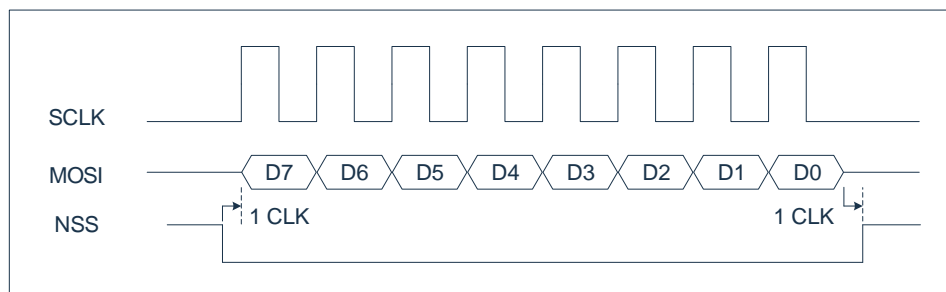 SCLK
MOSI D7 D6 D5 D4 D3 D2 D1 D0
1 CLK 1 CLK
NSS